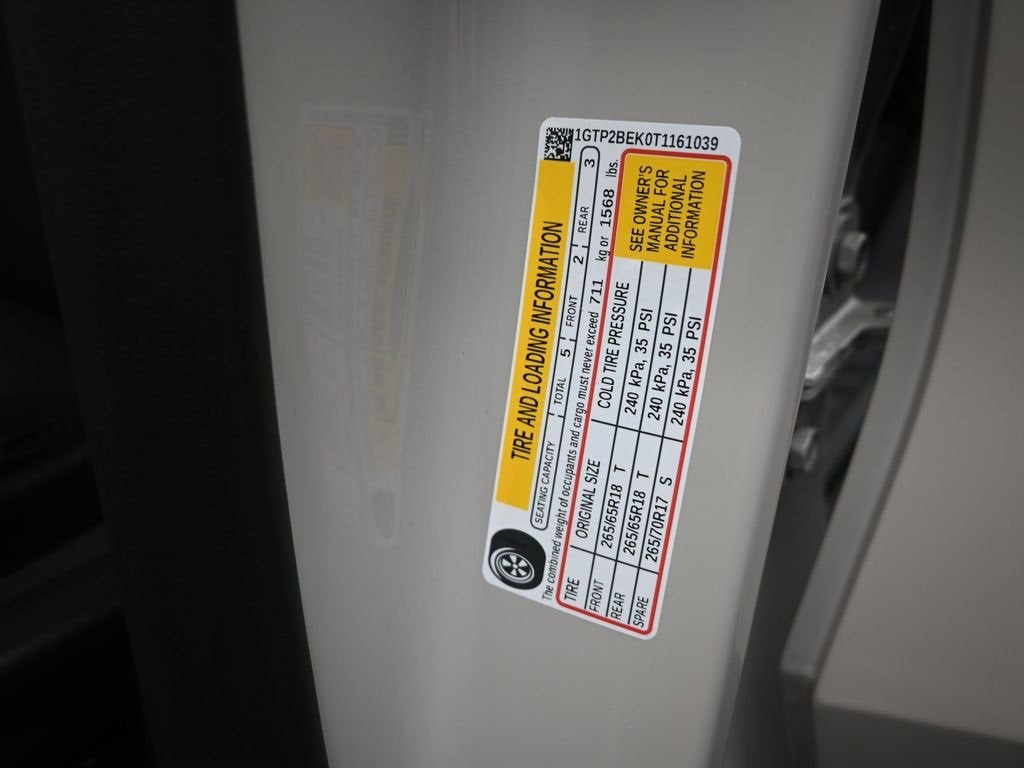 1GTP2BEK0T1161039
TIRE AND LOADING INFORMATION
SEATING CAPACITY TOTAL 5 FRONT 2 REAR 3
The combined weight of occupants and cargo must never exceed 711 kg or 1568 lbs.
TIRE ORIGINAL SIZE COLD TIRE PRESSURE
FRONT 265/65R18 T 240 kPa, 35 PSI
REAR 265/65R18 T 240 kPa, 35 PSI
SPARE 265/70R17 S 240 kPa, 35 PSI
SEE OWNER'S
MANUAL FOR
ADDITIONAL
INFORMATION